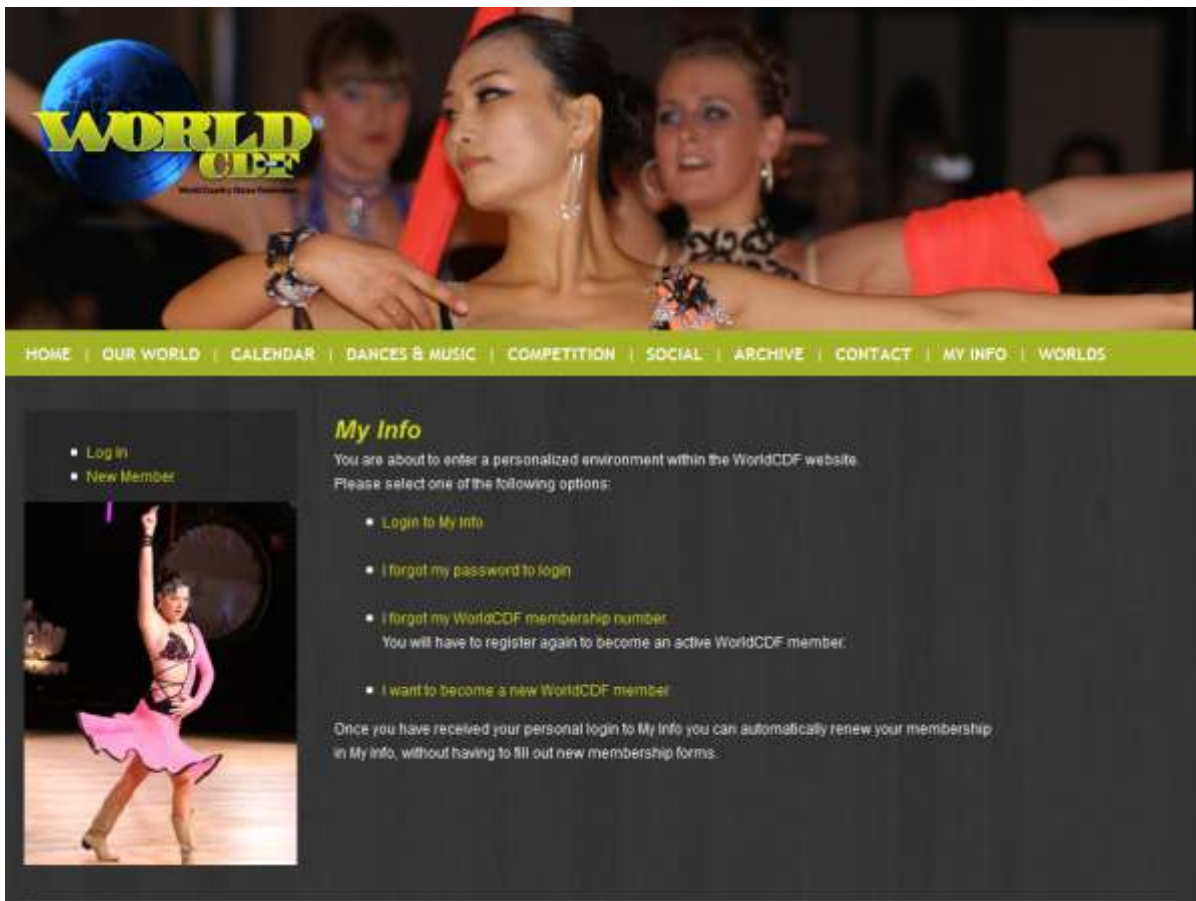 WORLD
CDF
World Country Dance Federation
HOME | OUR WORLD | CALENDAR | DANCES & MUSIC | COMPETITION | SOCIAL | ARCHIVE | CONTACT | MY INFO | WORLDS
Log In
New Member
My Info
You are about to enter a personalized environment within the WorldCDF website.
Please select one of the following options:
Login to My Info
I forgot my password to login
I forgot my WorldCDF membership number.
You will have to register again to become an active WorldCDF member.
I want to become a new WorldCDF member
Once you have received your personal login to My Info you can automatically renew your membership
in My Info, without having to fill out new membership forms.